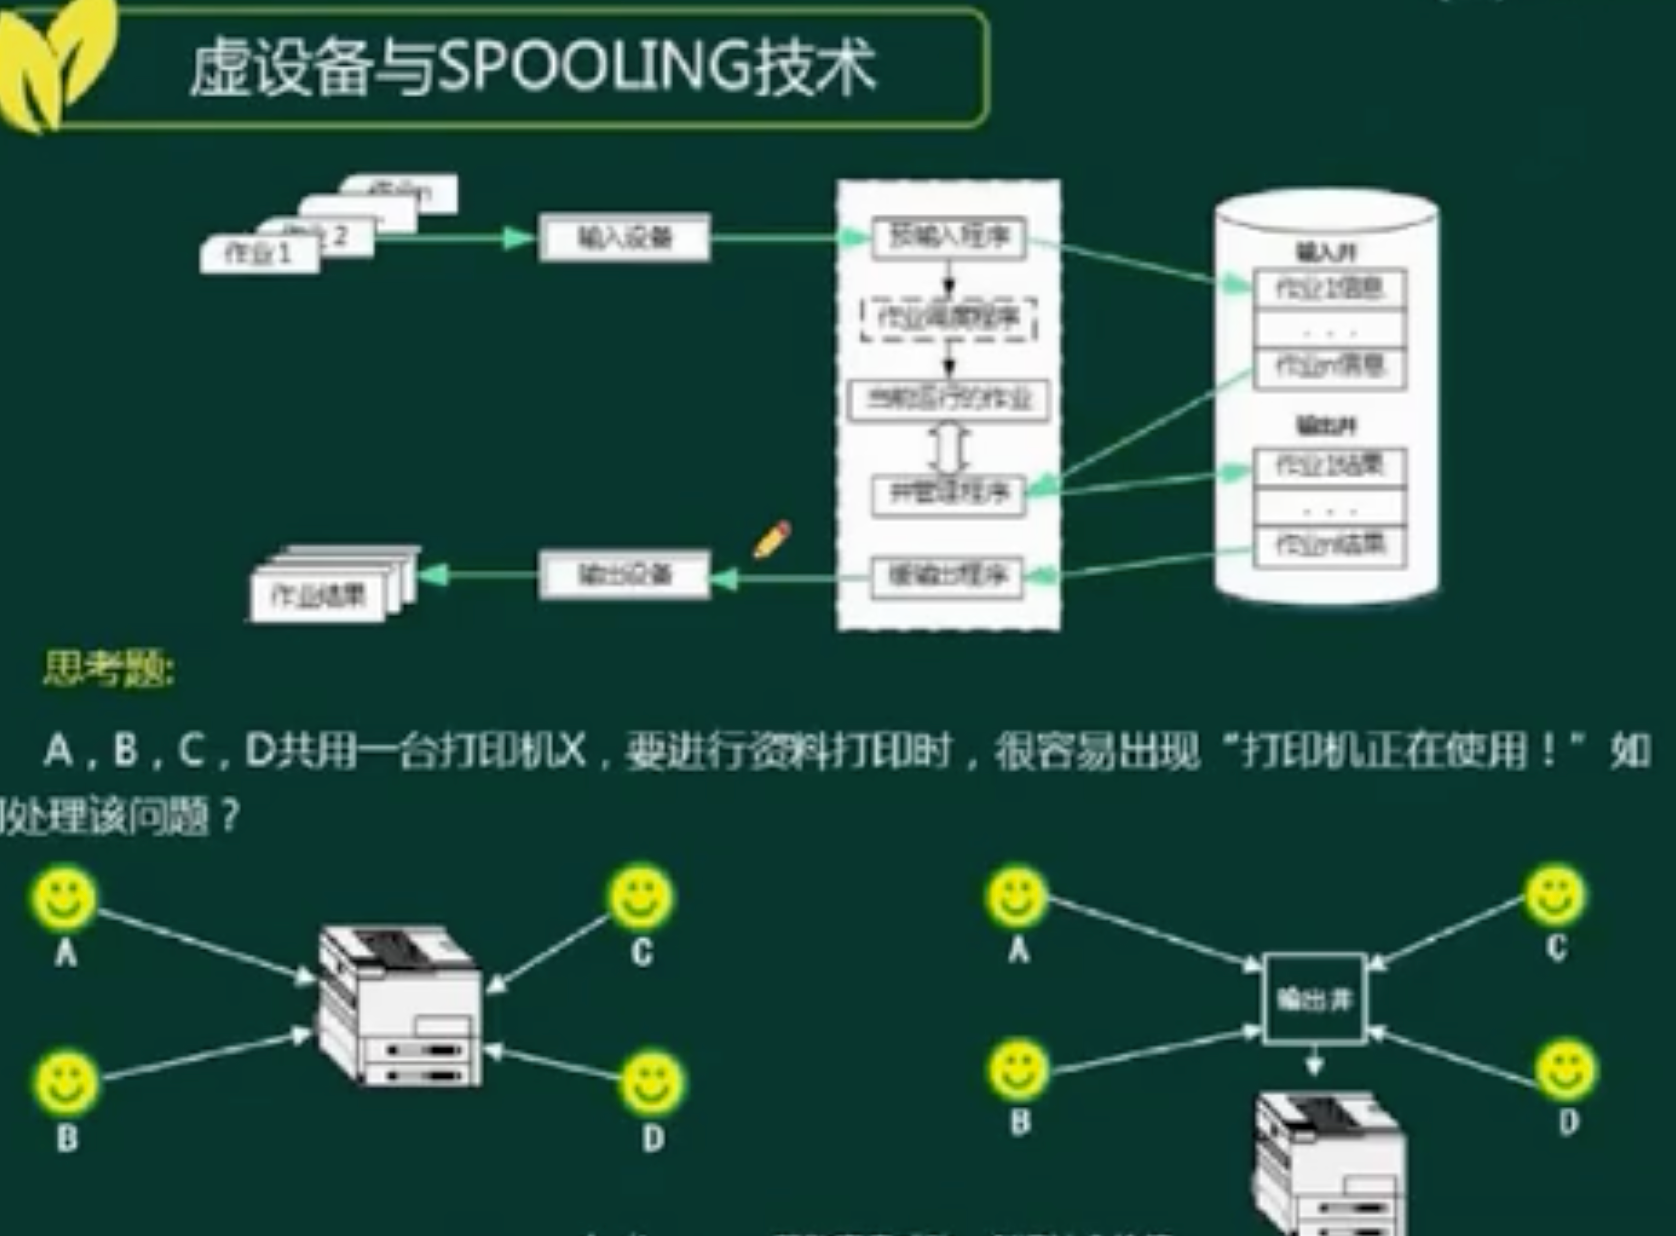 虚设备与SPOOLING技术
作业n
作业2
作业1
输入设备
预输入程序
作业调度程序
当前运行的作业
井管理程序
缓输出程序
输入井
作业1信息
. . .
作业n信息
输出井
作业1结果
. . .
作业n结果
输出设备
作业结果
思考题:
A，B，C，D共用一台打印机X，要进行资料打印时，很容易出现“打印机正在使用！”如
何处理该问题？
A
C
B
D
A
C
输出井
B
D